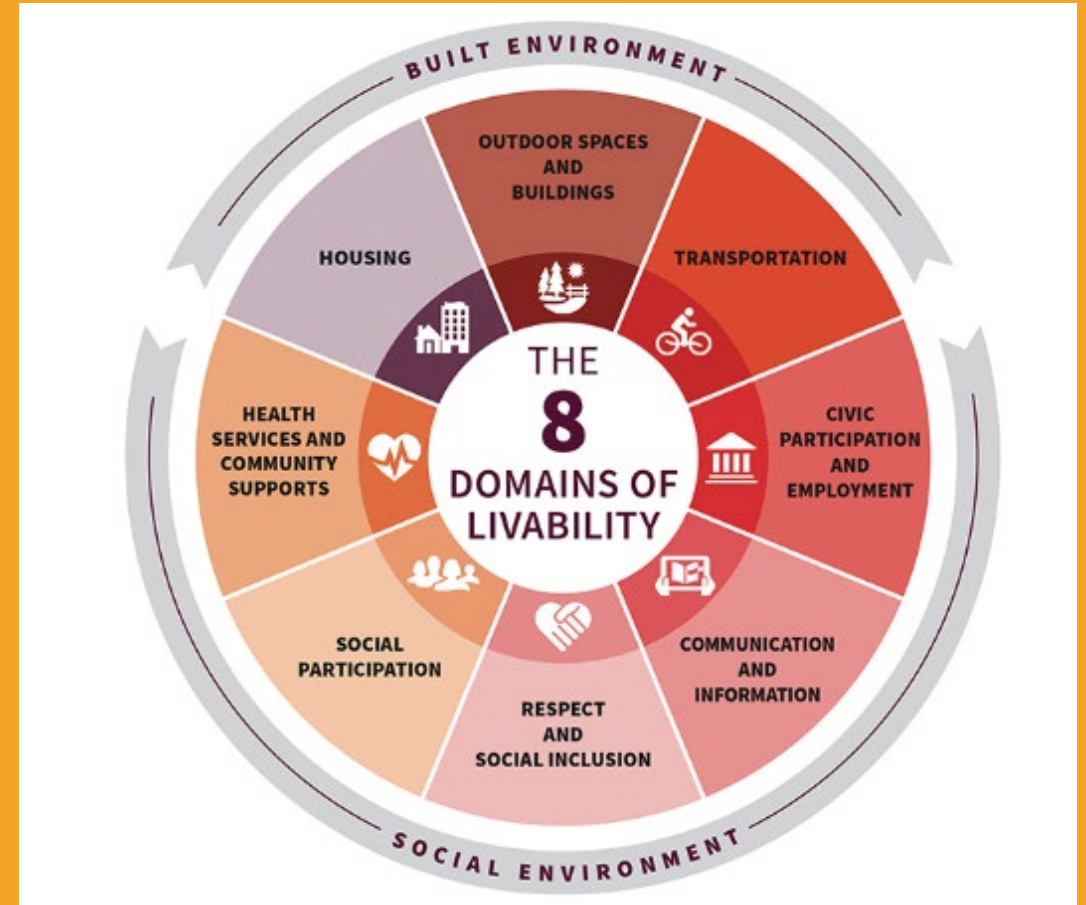 BUILT ENVIRONMENT
OUTDOOR SPACES
AND
BUILDINGS
HOUSING
TRANSPORTATION
THE
8
DOMAINS OF
LIVABILITY
HEALTH
SERVICES AND
COMMUNITY
SUPPORTS
CIVIC
PARTICIPATION
AND
EMPLOYMENT
SOCIAL
PARTICIPATION
COMMUNICATION
AND
INFORMATION
RESPECT
AND
SOCIAL INCLUSION
SOCIAL ENVIRONMENT